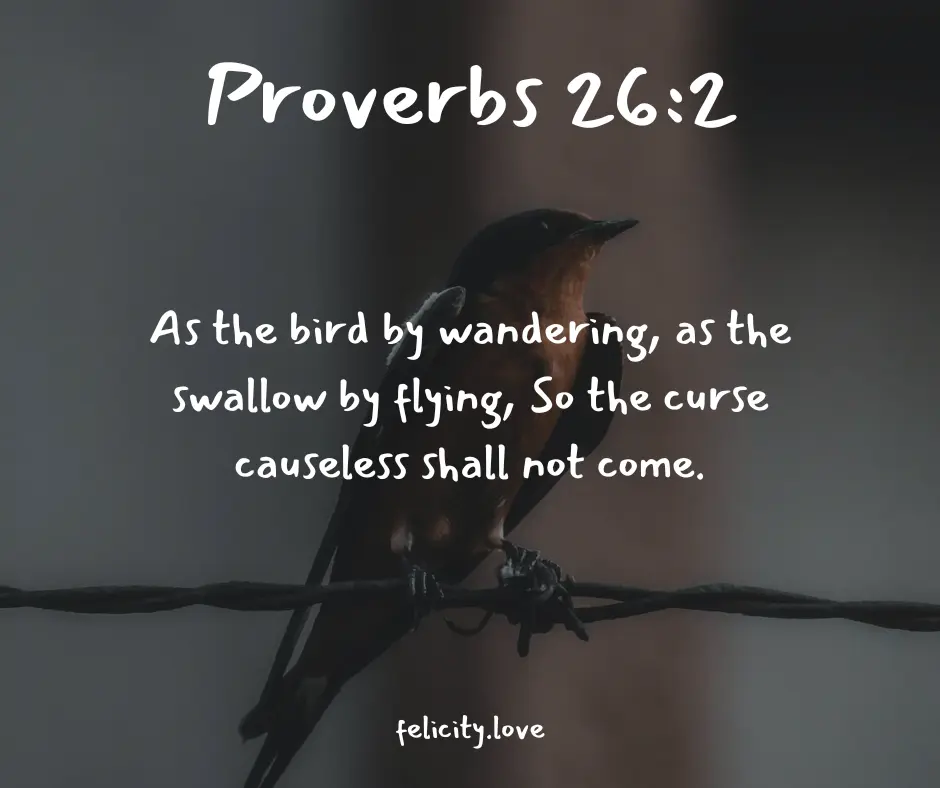 Proverbs 26:2
As the bird by wandering, as the
swallow by flying, So the curse
causeless shall not come.
felicity.love